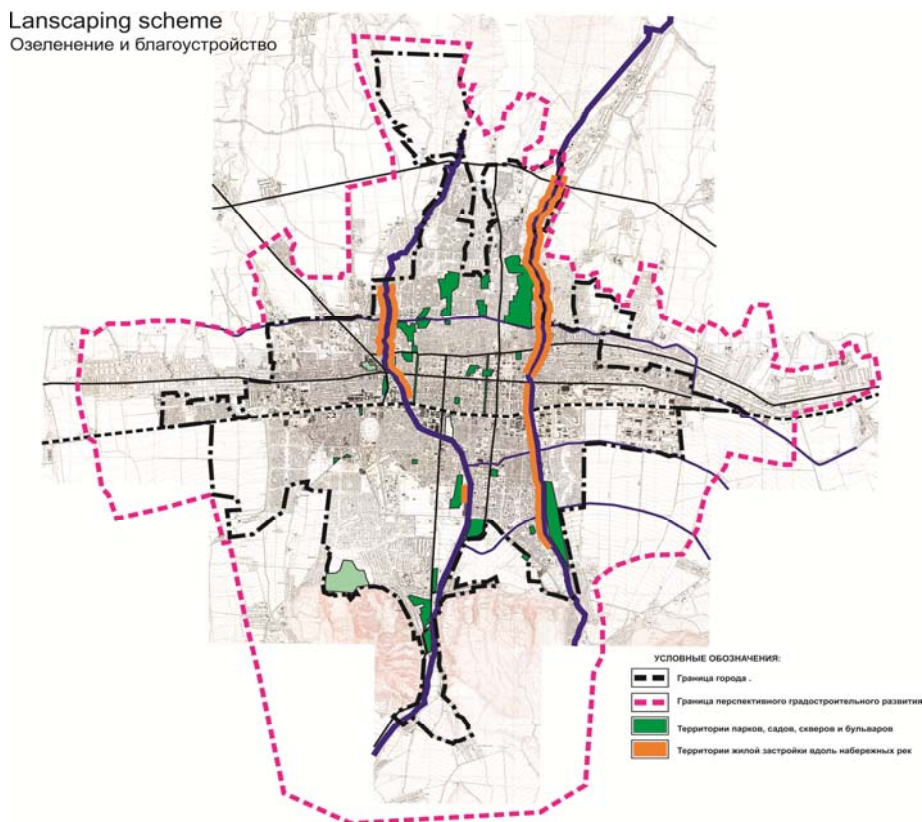 Lanscaping scheme
Озеленение и благоустройство
УСЛОВНЫЕ ОБОЗНАЧЕНИЯ:
Граница города .
Граница перспективного градостроительного развития
Территории парков, садов, скверов и бульваров
Территории жилой застройки вдоль набережных рек